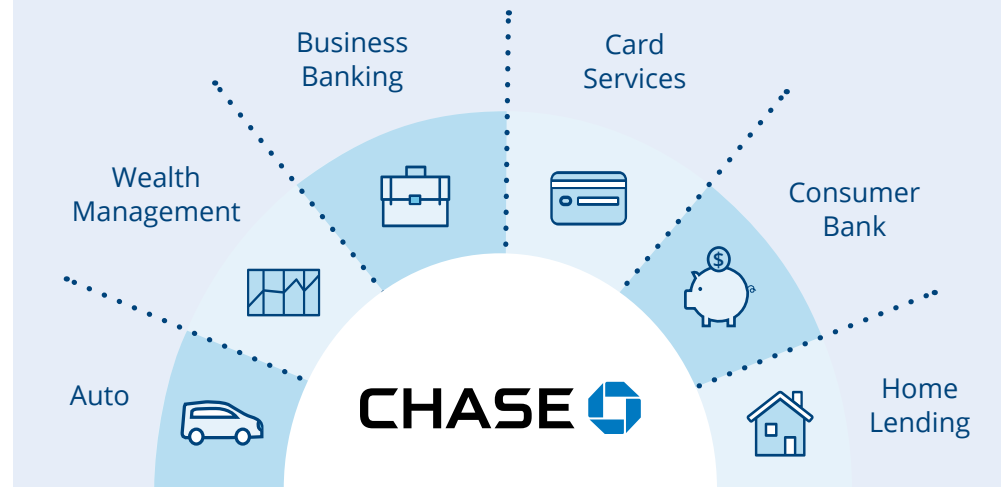 Business
Banking
Card
Services
Wealth
Management
Consumer
Bank
$
Auto
CHASE
Home
Lending